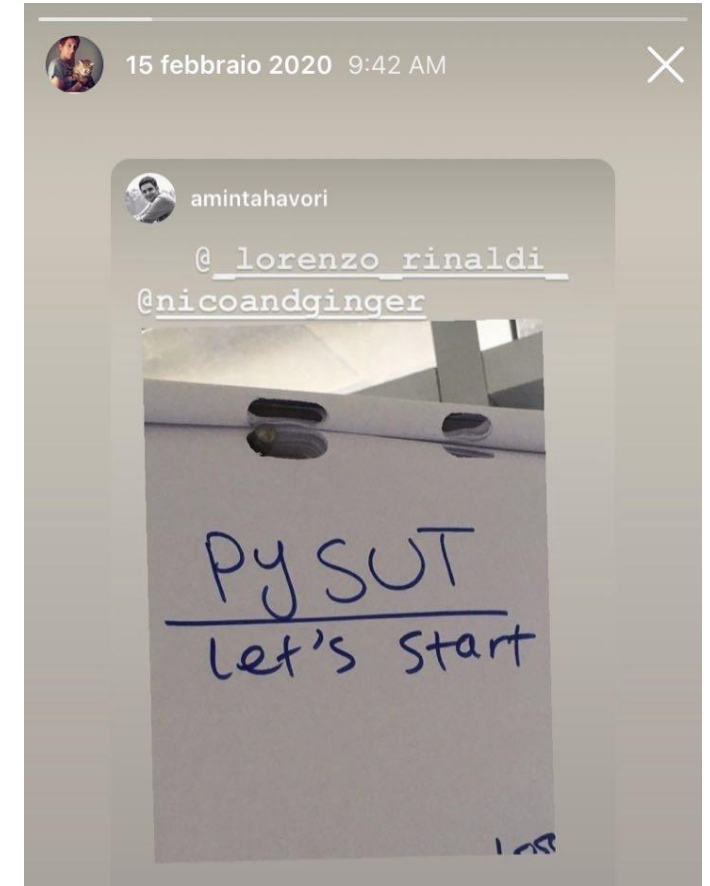 15 febbraio 2020 9:42 AM
amintahavori
@_lorenzo_rinaldi_
@nicoandginger
PySUT
Let's start